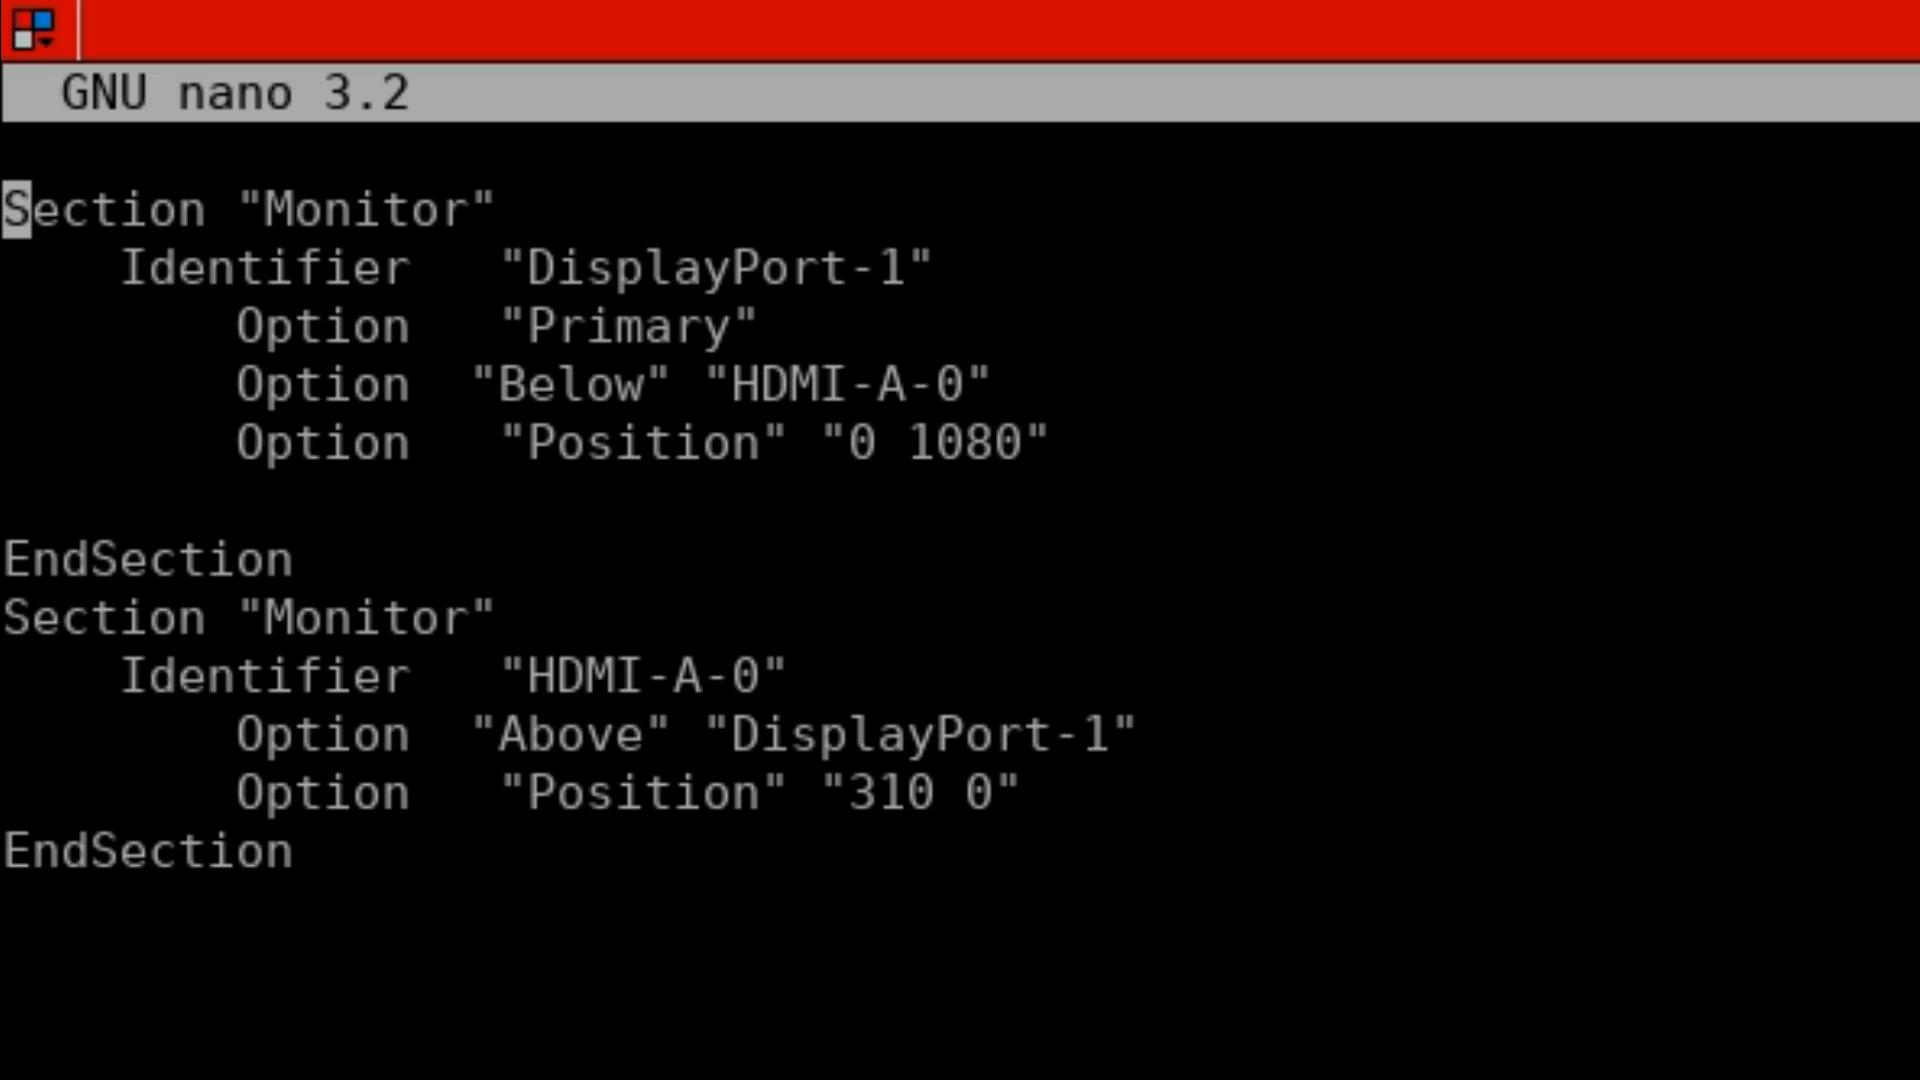 GNU nano 3.2
Section "Monitor"
Identifier "DisplayPort-1"
Option "Primary"
Option "Below" "HDMI-A-0"
Option "Position" "0 1080"
EndSection
Section "Monitor"
Identifier "HDMI-A-0"
Option "Above" "DisplayPort-1"
Option "Position" "310 0"
EndSection